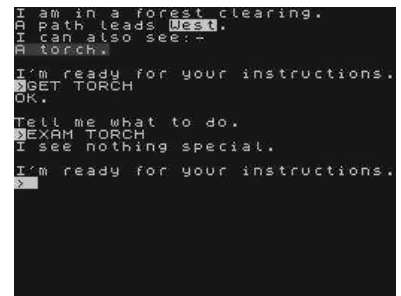 I am in a forest clearing.
A path leads West.
I can also see:-
A torch.
I'm ready for your instructions.
>GET TORCH
OK.
Tell me what to do.
>EXAM TORCH
I see nothing special.
I'm ready for your instructions.
>